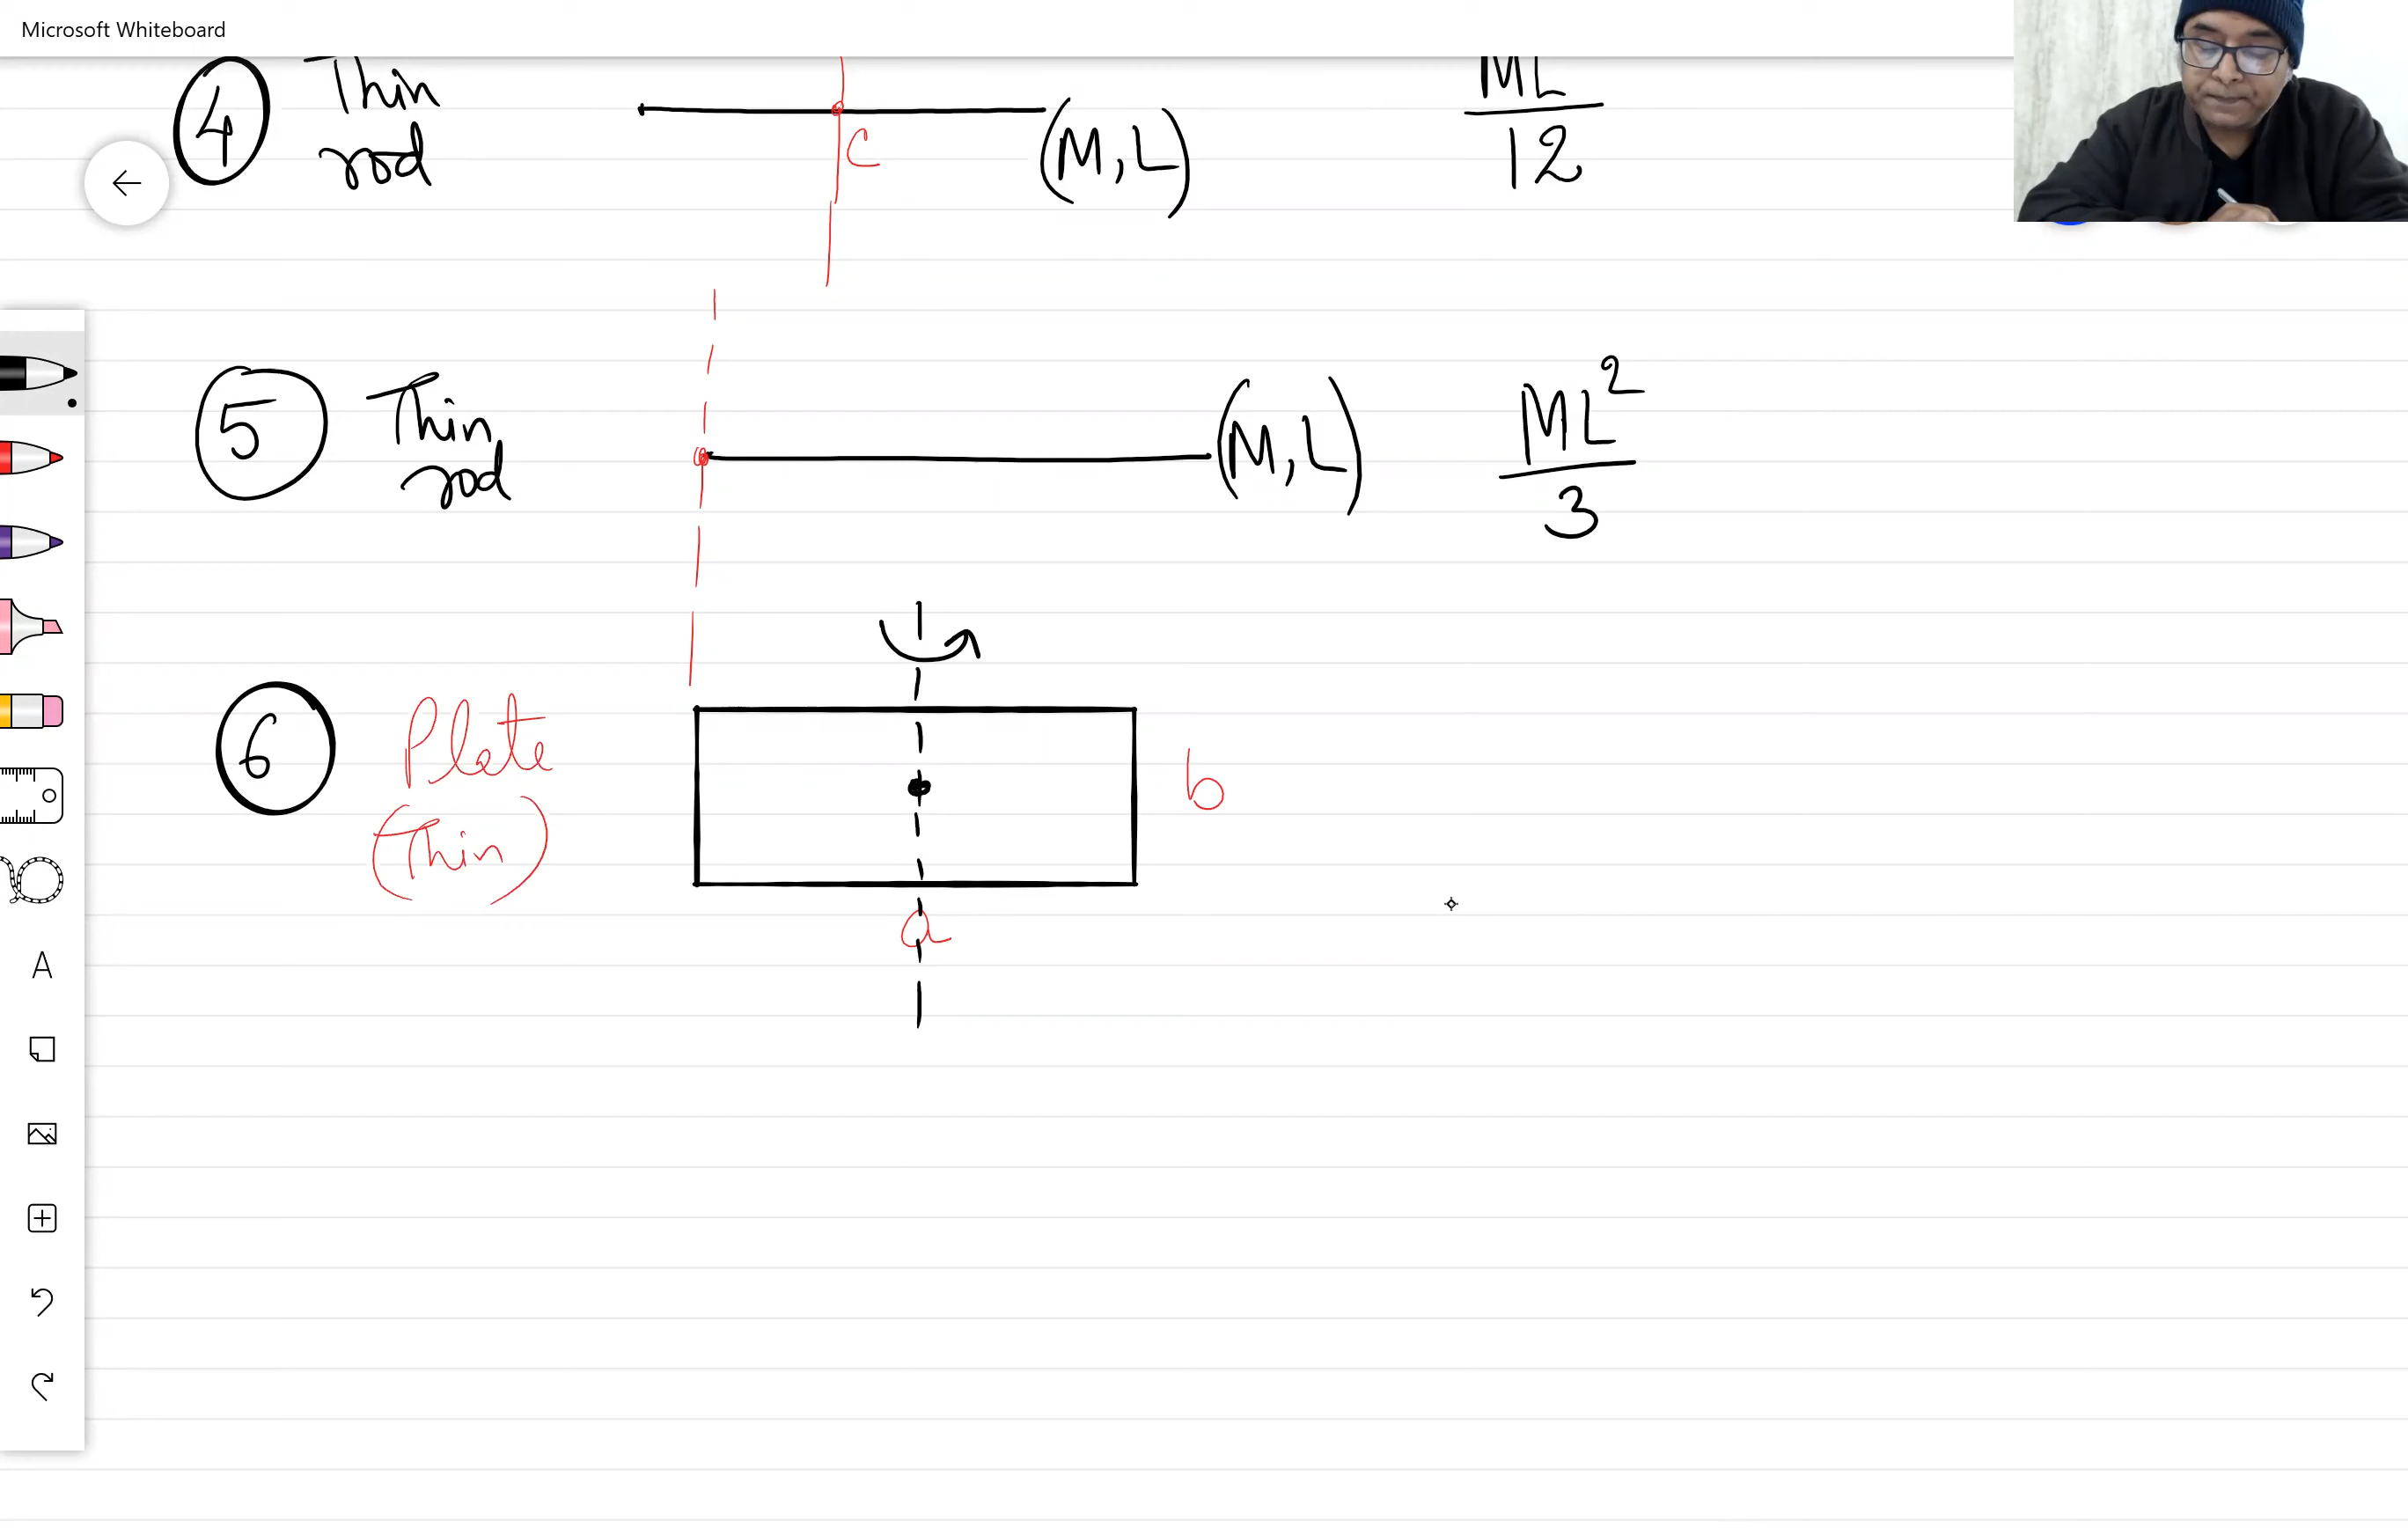 Microsoft Whiteboard
4 Thin
rod
C
(M, L)
ML
12
5 Thin
rod
(M, L)
ML²
3
6 Plate
(Thin)
b
a
A